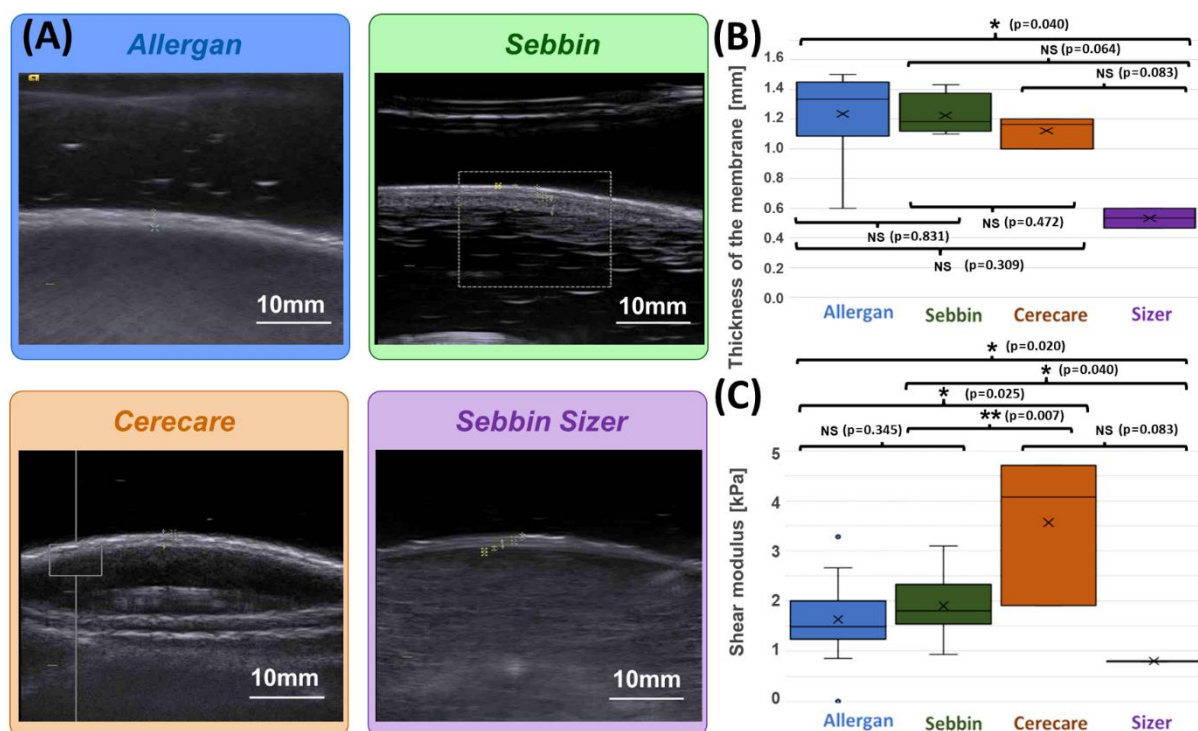 (A)
Allergan
Sebbin
10mm
10mm
Cerecare
Sebbin Sizer
10mm
10mm
(B)
* (p=0.040)
NS (p=0.064)
NS (p=0.083)
Thickness of the membrane [mm]
1.6
1.4
1.2
1.0
0.8
0.6
0.4
0.2
0.0
NS (p=0.472)
NS (p=0.831)
NS (p=0.309)
Allergan Sebbin Cerecare Sizer
(C)
* (p=0.020)
* (p=0.040)
* (p=0.025)
** (p=0.007)
NS (p=0.345)
NS (p=0.083)
Shear modulus [kPa]
5
4
3
2
1
0
Allergan Sebbin Cerecare Sizer